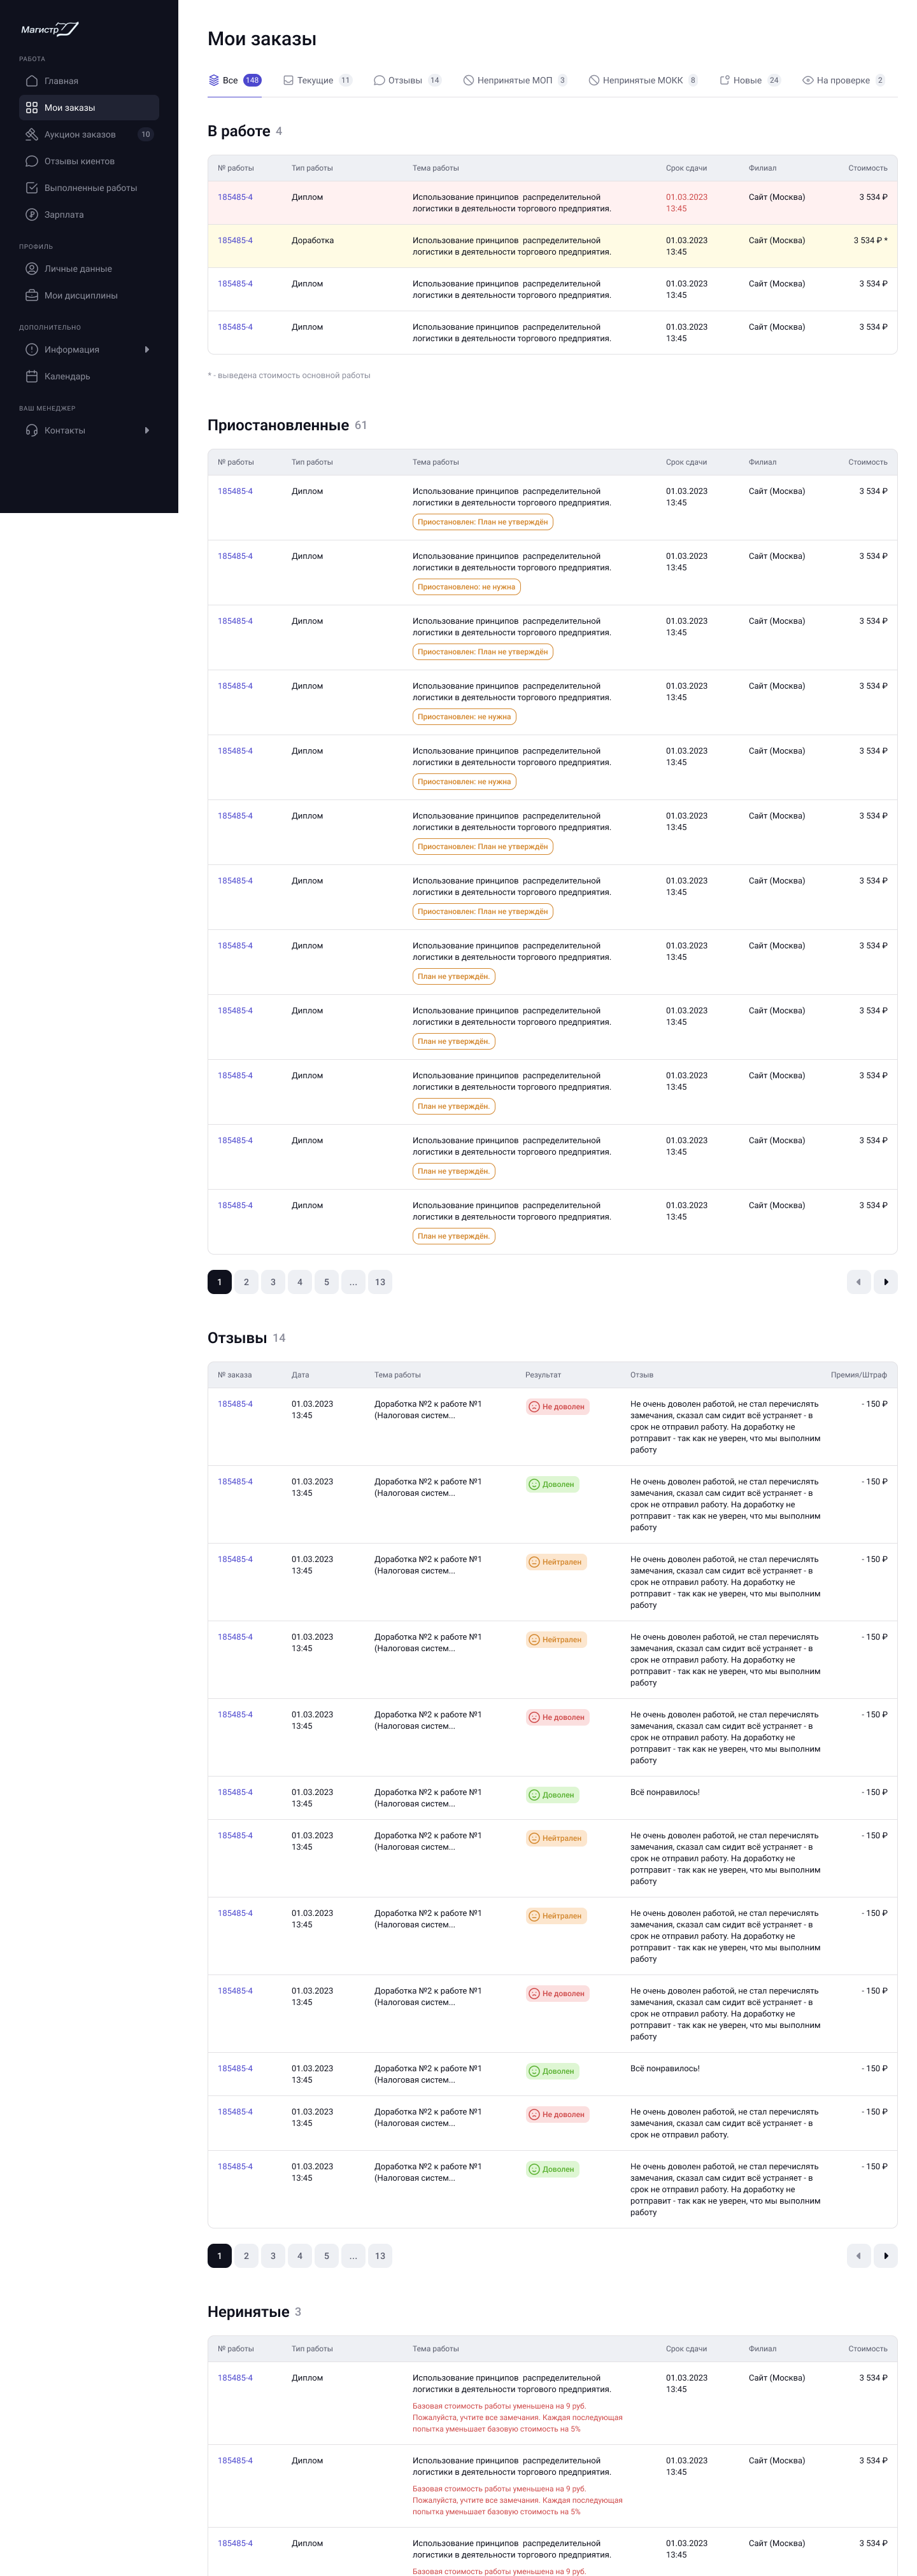 Магистр
РАБОТА
Главная
Мои заказы
Аукцион заказов 10
Отзывы киентов
Выполненные работы
Зарплата
ПРОФИЛЬ
Личные данные
Мои дисциплины
ДОПОЛНИТЕЛЬНО
Информация
Календарь
ВАШ МЕНЕДЖЕР
Контакты
Мои заказы
Все 148 Текущие 11 Отзывы 14 Непринятые МОП 3 Непринятые МОКК 8 Новые 24 На проверке 2
В работе 4
№ работы Тип работы Тема работы Срок сдачи Филиал Стоимость
185485-4 Диплом Использование принципов распределительной 01.03.2023 Сайт (Москва) 3 534 ₽
логистики в деятельности торгового предприятия. 13:45
185485-4 Доработка Использование принципов распределительной 01.03.2023 Сайт (Москва) 3 534 ₽ *
логистики в деятельности торгового предприятия. 13:45
185485-4 Диплом Использование принципов распределительной 01.03.2023 Сайт (Москва) 3 534 ₽
логистики в деятельности торгового предприятия. 13:45
185485-4 Диплом Использование принципов распределительной 01.03.2023 Сайт (Москва) 3 534 ₽
логистики в деятельности торгового предприятия. 13:45
* - выведена стоимость основной работы
Приостановленные 61
№ работы Тип работы Тема работы Срок сдачи Филиал Стоимость
185485-4 Диплом Использование принципов распределительной 01.03.2023 Сайт (Москва) 3 534 ₽
логистики в деятельности торгового предприятия. 13:45
Приостановлен: План не утверждён
185485-4 Диплом Использование принципов распределительной 01.03.2023 Сайт (Москва) 3 534 ₽
логистики в деятельности торгового предприятия. 13:45
Приостановлено: не нужна
185485-4 Диплом Использование принципов распределительной 01.03.2023 Сайт (Москва) 3 534 ₽
логистики в деятельности торгового предприятия. 13:45
Приостановлен: План не утверждён
185485-4 Диплом Использование принципов распределительной 01.03.2023 Сайт (Москва) 3 534 ₽
логистики в деятельности торгового предприятия. 13:45
Приостановлен: не нужна
185485-4 Диплом Использование принципов распределительной 01.03.2023 Сайт (Москва) 3 534 ₽
логистики в деятельности торгового предприятия. 13:45
Приостановлен: не нужна
185485-4 Диплом Использование принципов распределительной 01.03.2023 Сайт (Москва) 3 534 ₽
логистики в деятельности торгового предприятия. 13:45
Приостановлен: План не утверждён
185485-4 Диплом Использование принципов распределительной 01.03.2023 Сайт (Москва) 3 534 ₽
логистики в деятельности торгового предприятия. 13:45
Приостановлен: План не утверждён
185485-4 Диплом Использование принципов распределительной 01.03.2023 Сайт (Москва) 3 534 ₽
логистики в деятельности торгового предприятия. 13:45
План не утверждён.
185485-4 Диплом Использование принципов распределительной 01.03.2023 Сайт (Москва) 3 534 ₽
логистики в деятельности торгового предприятия. 13:45
План не утверждён.
185485-4 Диплом Использование принципов распределительной 01.03.2023 Сайт (Москва) 3 534 ₽
логистики в деятельности торгового предприятия. 13:45
План не утверждён.
185485-4 Диплом Использование принципов распределительной 01.03.2023 Сайт (Москва) 3 534 ₽
логистики в деятельности торгового предприятия. 13:45
План не утверждён.
185485-4 Диплом Использование принципов распределительной 01.03.2023 Сайт (Москва) 3 534 ₽
логистики в деятельности торгового предприятия. 13:45
План не утверждён.
1 2 3 4 5 ... 13
Отзывы 14
№ заказа Дата Тема работы Результат Отзыв Премия/Штраф
185485-4 01.03.2023 Доработка №2 к работе №1 Не доволен Не очень доволен работой, не стал перечислять - 150 ₽
13:45 (Налоговая систем... замечания, сказал сам сидит всё устраняет - в
срок не отправил работу. На доработку не
ротправит - так как не уверен, что мы выполним
работу
185485-4 01.03.2023 Доработка №2 к работе №1 Доволен Не очень доволен работой, не стал перечислять - 150 ₽
13:45 (Налоговая систем... замечания, сказал сам сидит всё устраняет - в
срок не отправил работу. На доработку не
ротправит - так как не уверен, что мы выполним
работу
185485-4 01.03.2023 Доработка №2 к работе №1 Нейтрален Не очень доволен работой, не стал перечислять - 150 ₽
13:45 (Налоговая систем... замечания, сказал сам сидит всё устраняет - в
срок не отправил работу. На доработку не
ротправит - так как не уверен, что мы выполним
работу
185485-4 01.03.2023 Доработка №2 к работе №1 Нейтрален Не очень доволен работой, не стал перечислять - 150 ₽
13:45 (Налоговая систем... замечания, сказал сам сидит всё устраняет - в
срок не отправил работу. На доработку не
ротправит - так как не уверен, что мы выполним
работу
185485-4 01.03.2023 Доработка №2 к работе №1 Не доволен Не очень доволен работой, не стал перечислять - 150 ₽
13:45 (Налоговая систем... замечания, сказал сам сидит всё устраняет - в
срок не отправил работу. На доработку не
ротправит - так как не уверен, что мы выполним
работу
185485-4 01.03.2023 Доработка №2 к работе №1 Доволен Всё понравилось! - 150 ₽
13:45 (Налоговая систем...
185485-4 01.03.2023 Доработка №2 к работе №1 Нейтрален Не очень доволен работой, не стал перечислять - 150 ₽
13:45 (Налоговая систем... замечания, сказал сам сидит всё устраняет - в
срок не отправил работу. На доработку не
ротправит - так как не уверен, что мы выполним
работу
185485-4 01.03.2023 Доработка №2 к работе №1 Нейтрален Не очень доволен работой, не стал перечислять - 150 ₽
13:45 (Налоговая систем... замечания, сказал сам сидит всё устраняет - в
срок не отправил работу. На доработку не
ротправит - так как не уверен, что мы выполним
работу
185485-4 01.03.2023 Доработка №2 к работе №1 Не доволен Не очень доволен работой, не стал перечислять - 150 ₽
13:45 (Налоговая систем... замечания, сказал сам сидит всё устраняет - в
срок не отправил работу. На доработку не
ротправит - так как не уверен, что мы выполним
работу
185485-4 01.03.2023 Доработка №2 к работе №1 Доволен Всё понравилось! - 150 ₽
13:45 (Налоговая систем...
185485-4 01.03.2023 Доработка №2 к работе №1 Не доволен Не очень доволен работой, не стал перечислять - 150 ₽
13:45 (Налоговая систем... замечания, сказал сам сидит всё устраняет - в
срок не отправил работу.
185485-4 01.03.2023 Доработка №2 к работе №1 Доволен Не очень доволен работой, не стал перечислять - 150 ₽
13:45 (Налоговая систем... замечания, сказал сам сидит всё устраняет - в
срок не отправил работу. На доработку не
ротправит - так как не уверен, что мы выполним
работу
1 2 3 4 5 ... 13
Неринятые 3
№ работы Тип работы Тема работы Срок сдачи Филиал Стоимость
185485-4 Диплом Использование принципов распределительной 01.03.2023 Сайт (Москва) 3 534 ₽
логистики в деятельности торгового предприятия. 13:45
Базовая стоимость работы уменьшена на 9 руб.
Пожалуйста, учтите все замечания. Каждая последующая
попытка уменьшает базовую стоимость на 5%
185485-4 Диплом Использование принципов распределительной 01.03.2023 Сайт (Москва) 3 534 ₽
логистики в деятельности торгового предприятия. 13:45
Базовая стоимость работы уменьшена на 9 руб.
Пожалуйста, учтите все замечания. Каждая последующая
попытка уменьшает базовую стоимость на 5%
185485-4 Диплом Использование принципов распределительной 01.03.2023 Сайт (Москва) 3 534 ₽
логистики в деятельности торгового предприятия. 13:45
Базовая стоимость работы уменьшена на 9 руб.